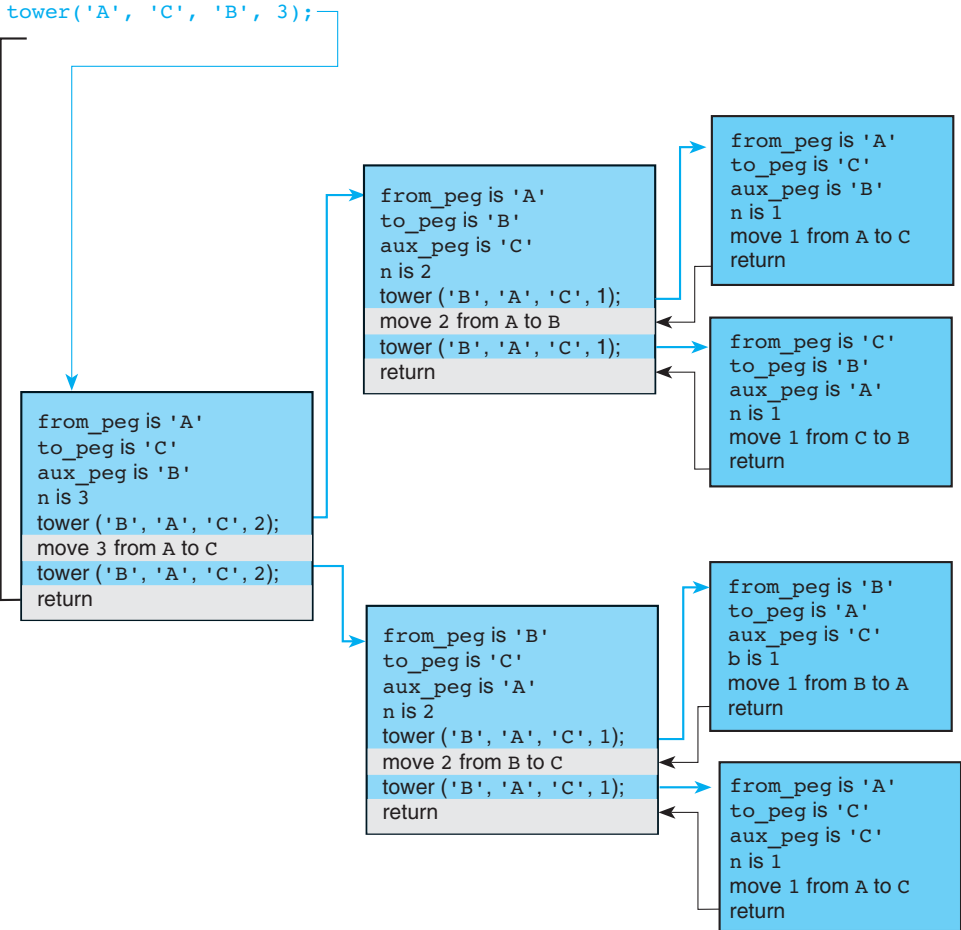 tower('A', 'C', 'B', 3);
from_peg is 'A'
to_peg is 'C'
aux_peg is 'B'
n is 3
tower ('B', 'A', 'C', 2);
move 3 from A to C
tower ('B', 'A', 'C', 2);
return
from_peg is 'A'
to_peg is 'B'
aux_peg is 'C'
n is 2
tower ('B', 'A', 'C', 1);
move 2 from A to B
tower ('B', 'A', 'C', 1);
return
from_peg is 'A'
to_peg is 'C'
aux_peg is 'B'
n is 1
move 1 from A to C
return
from_peg is 'C'
to_peg is 'B'
aux_peg is 'A'
n is 1
move 1 from C to B
return
from_peg is 'B'
to_peg is 'C'
aux_peg is 'A'
n is 2
tower ('B', 'A', 'C', 1);
move 2 from B to C
tower ('B', 'A', 'C', 1);
return
from_peg is 'B'
to_peg is 'A'
aux_peg is 'C'
b is 1
move 1 from B to A
return
from_peg is 'A'
to_peg is 'C'
aux_peg is 'C'
n is 1
move 1 from A to C
return